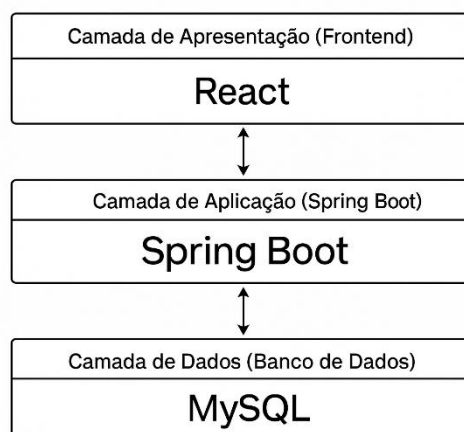 Camada de Apresentação (Frontend)
React
Camada de Aplicação (Spring Boot)
Spring Boot
Camada de Dados (Banco de Dados)
MySQL